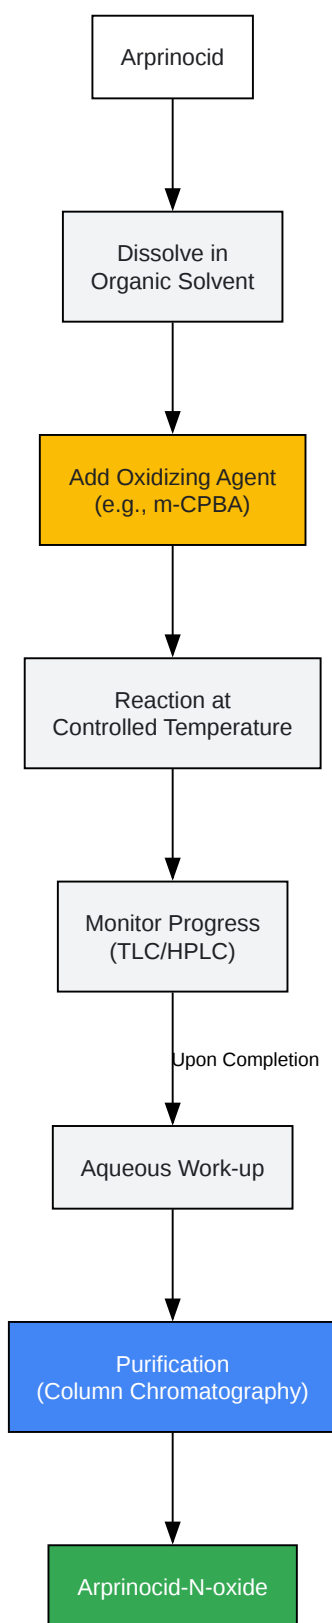 Arprinocid
Dissolve in
Organic Solvent
Add Oxidizing Agent
(e.g., m-CPBA)
Reaction at
Controlled Temperature
Monitor Progress
(TLC/HPLC)
Upon Completion
Aqueous Work-up
Purification
(Column Chromatography)
Arprinocid-N-oxide